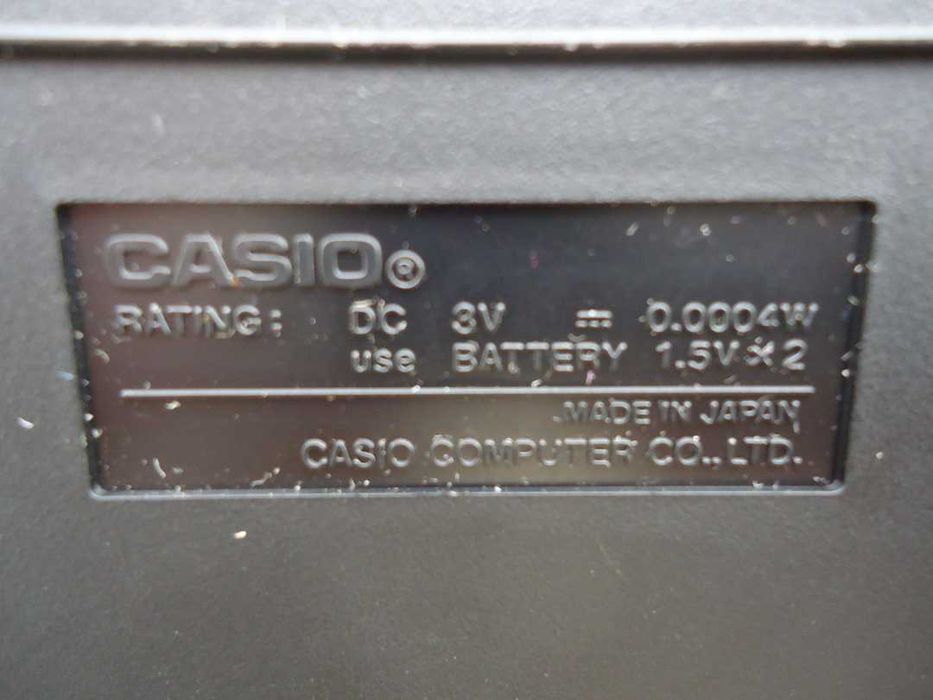 CASIO®
RATING: DC 3V ⎓ 0.0004W
use BATTERY 1.5V×2
MADE IN JAPAN
CASIO COMPUTER CO., LTD.